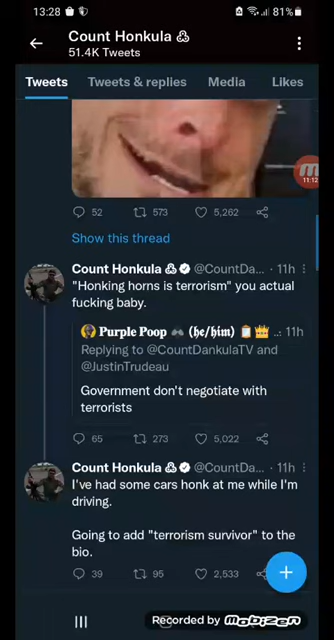 13:28
81%
Count Honkula
51.4K Tweets
Tweets Tweets & replies Media Likes
11:12
52 573 5,262
Show this thread
Count Honkula @CountDa... · 11h
"Honking horns is terrorism" you actual
fucking baby.
Purple Poop (he/him) ..: · 11h
Replying to @CountDankulaTV and
@JustinTrudeau
Government don't negotiate with
terrorists
65 273 5,022
Count Honkula @CountDa... · 11h
I've had some cars honk at me while I'm
driving.
Going to add "terrorism survivor" to the
bio.
39 95 2,533
Recorded by mobizen